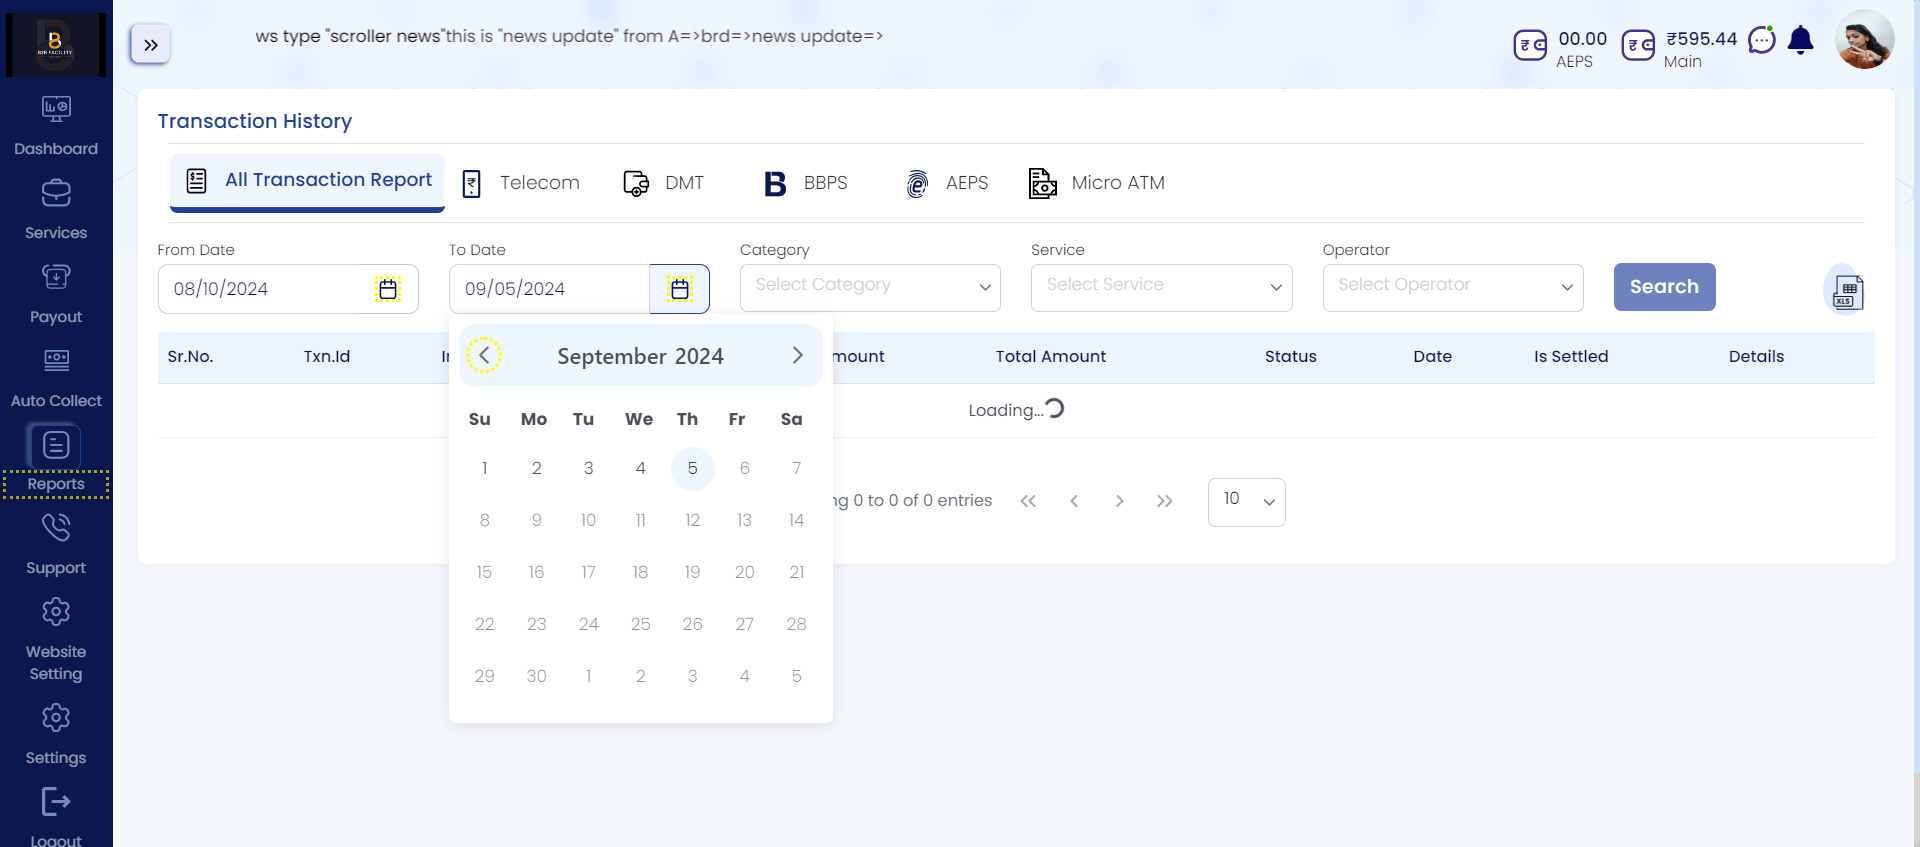 B2B FACILITY
ws type "scroller news"this is "news update" from A=>brd=>news update=>
00.00
AEPS
₹595.44
Main
Dashboard
Services
Payout
Auto Collect
Reports
Support
Website
Setting
Settings
Logout
Transaction History
All Transaction Report
Telecom
DMT
BBPS
AEPS
Micro ATM
From Date
To Date
Category
Service
Operator
08/10/2024
09/05/2024
Select Category
Select Service
Select Operator
Search
XLS
Sr.No.
Txn.Id
mount
Total Amount
Status
Date
Is Settled
Details
Loading...
September 2024
Su Mo Tu We Th Fr Sa
1 2 3 4 5 6 7
8 9 10 11 12 13 14
15 16 17 18 19 20 21
22 23 24 25 26 27 28
29 30 1 2 3 4 5
ng 0 to 0 of 0 entries
10